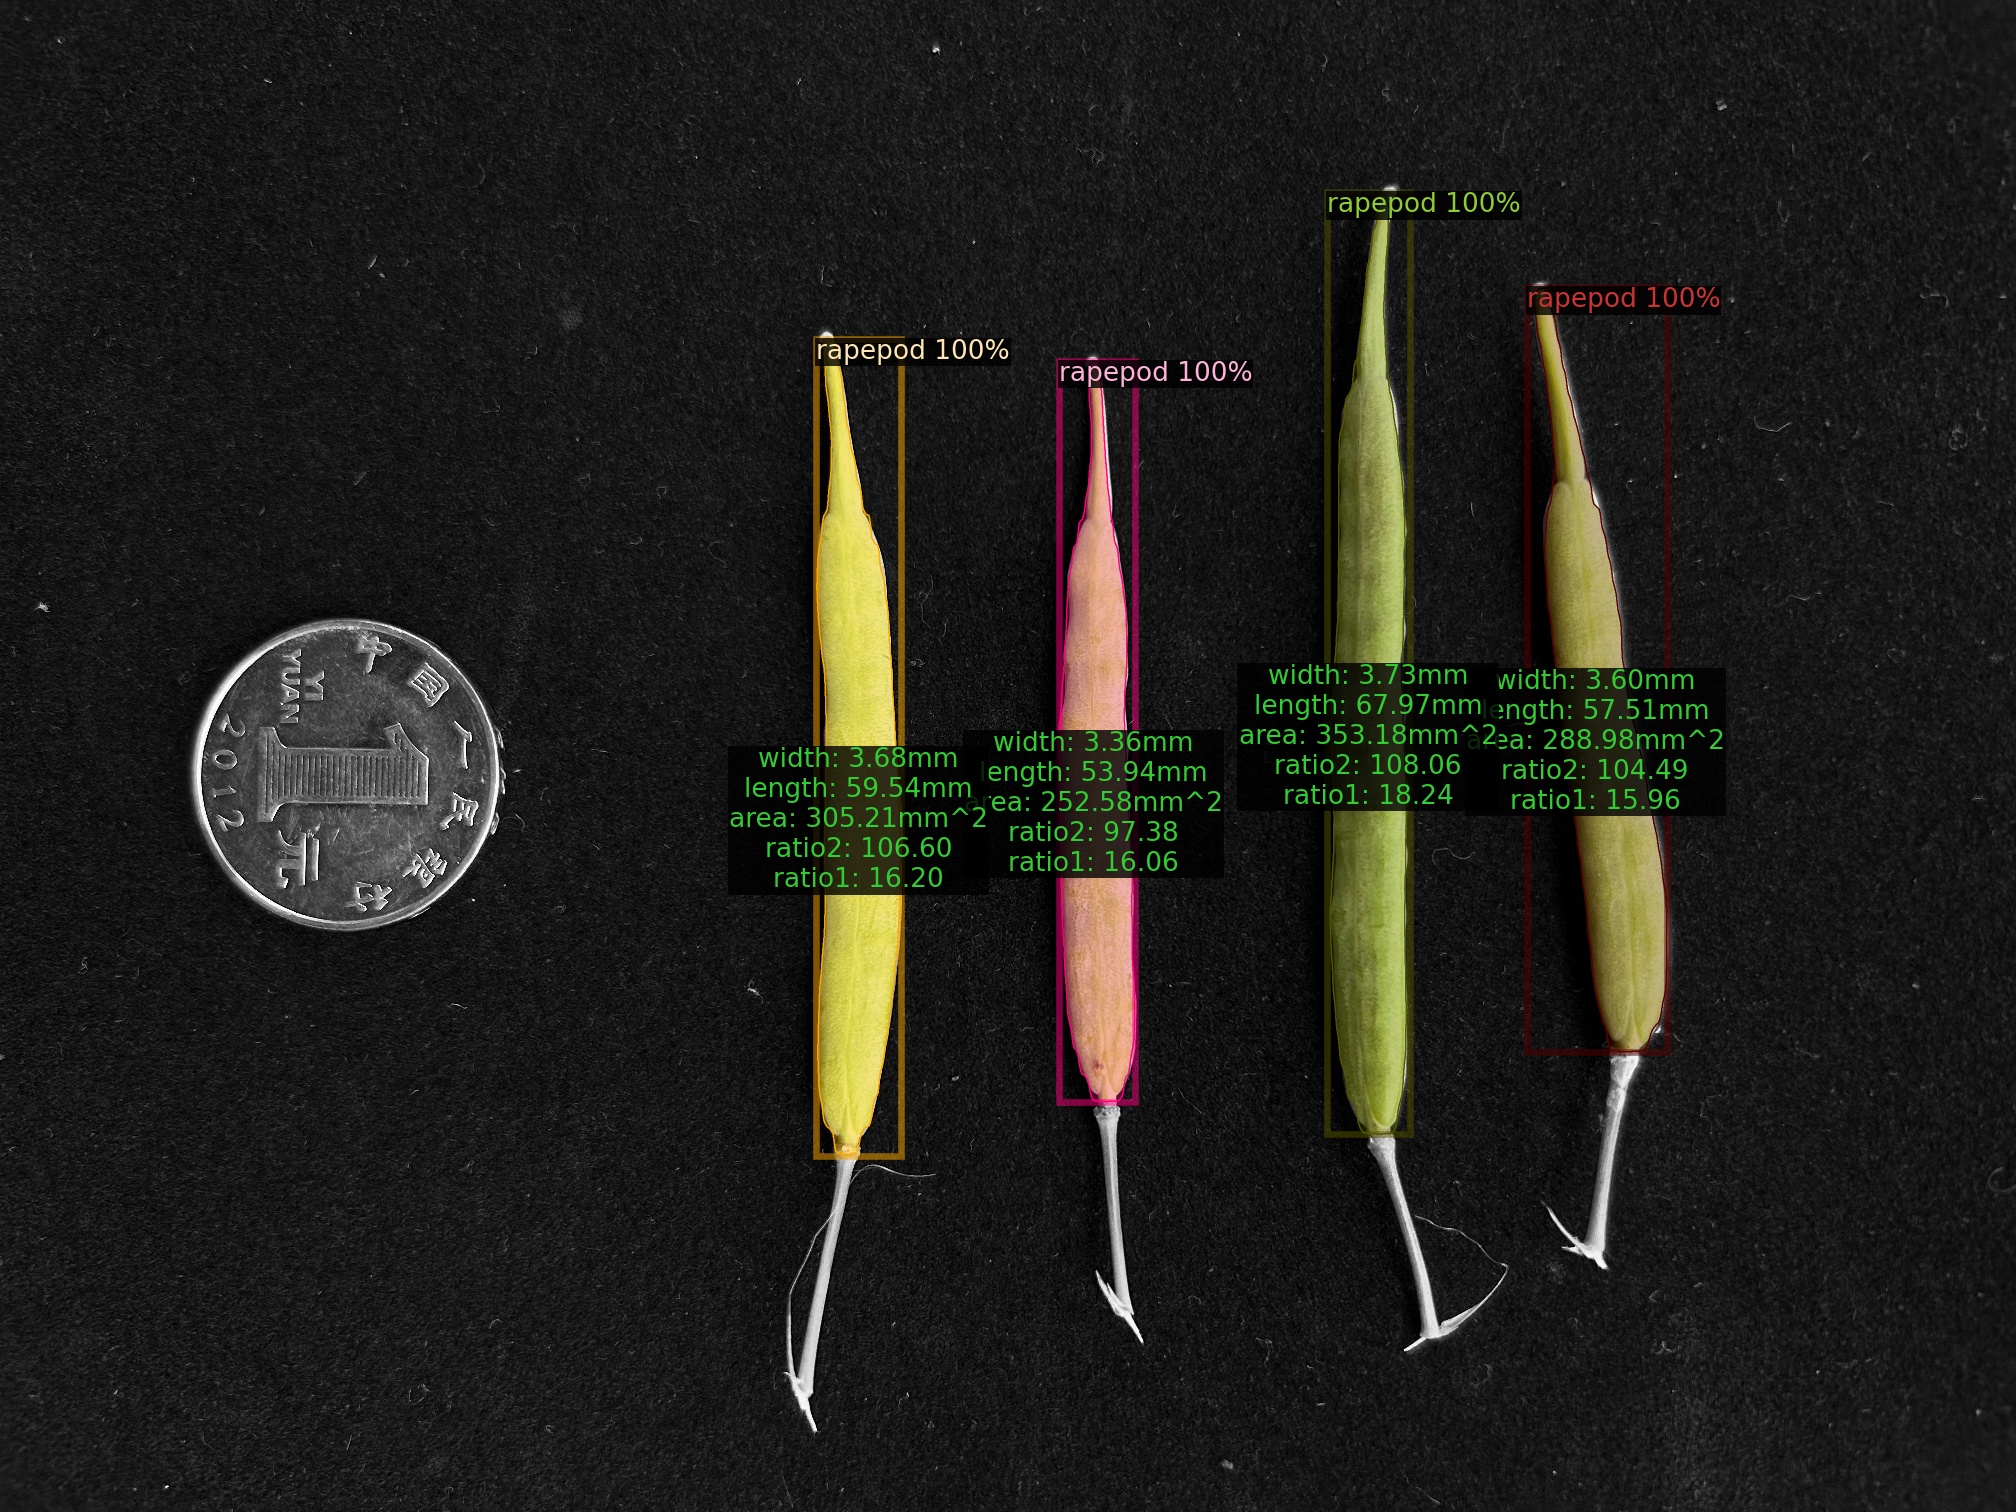 中国人民银行
YI
YUAN
1
元
2012
rapepod 100%
width: 3.68mm
length: 59.54mm
area: 305.21mm^2
ratio2: 106.60
ratio1: 16.20
rapepod 100%
width: 3.36mm
ength: 53.94mm
area: 252.58mm^2
ratio2: 97.38
ratio1: 16.06
rapepod 100%
width: 3.73mm
length: 67.97mm
area: 353.18mm^2
ratio2: 108.06
ratio1: 18.24
rapepod 100%
width: 3.60mm
ength: 57.51mm
ea: 288.98mm^2
ratio2: 104.49
ratio1: 15.96